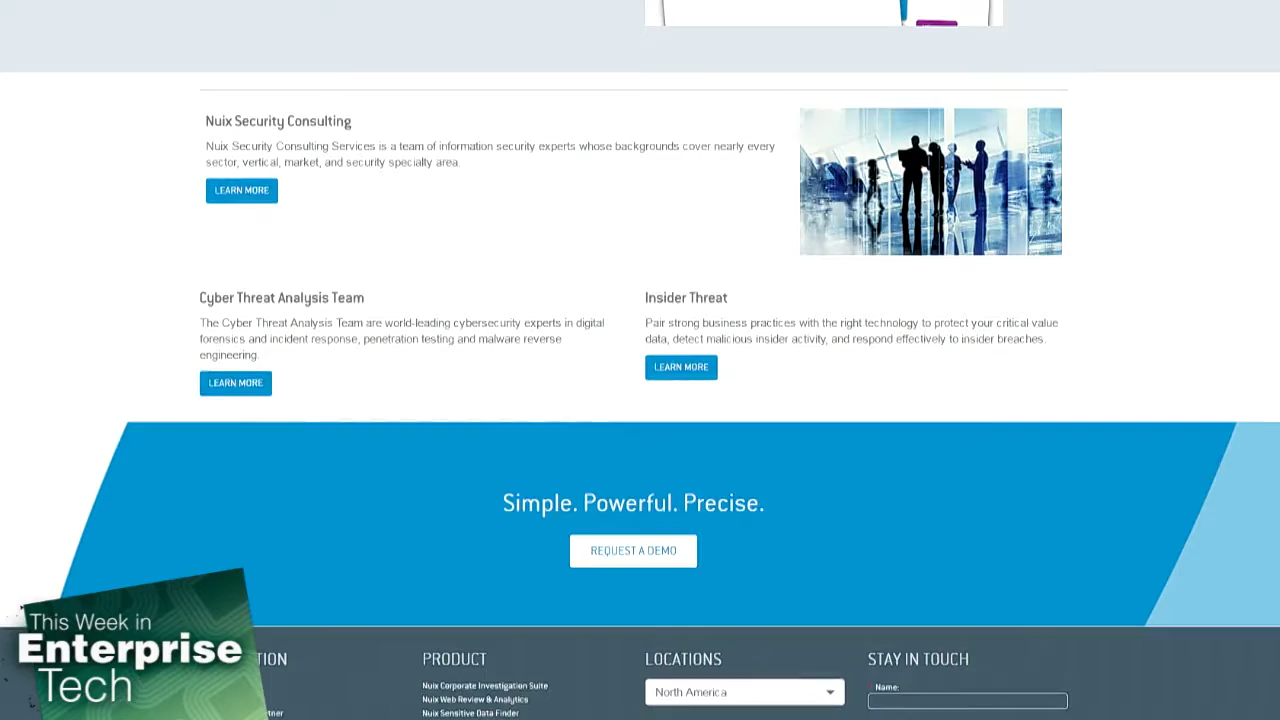 Nuix Security Consulting
Nuix Security Consulting Services is a team of information security experts whose backgrounds cover nearly every
sector, vertical, market, and security specialty area.
LEARN MORE
Cyber Threat Analysis Team
The Cyber Threat Analysis Team are world-leading cybersecurity experts in digital
forensics and incident response, penetration testing and malware reverse
engineering.
LEARN MORE
Insider Threat
Pair strong business practices with the right technology to protect your critical value
data, detect malicious insider activity, and respond effectively to insider breaches.
LEARN MORE
Simple. Powerful. Precise.
REQUEST A DEMO
This Week in
Enterprise
Tech
PRODUCT
Nuix Corporate Investigation Suite
Nuix Web Review & Analytics
Nuix Sensitive Data Finder
LOCATIONS
North America
STAY IN TOUCH
* Name: